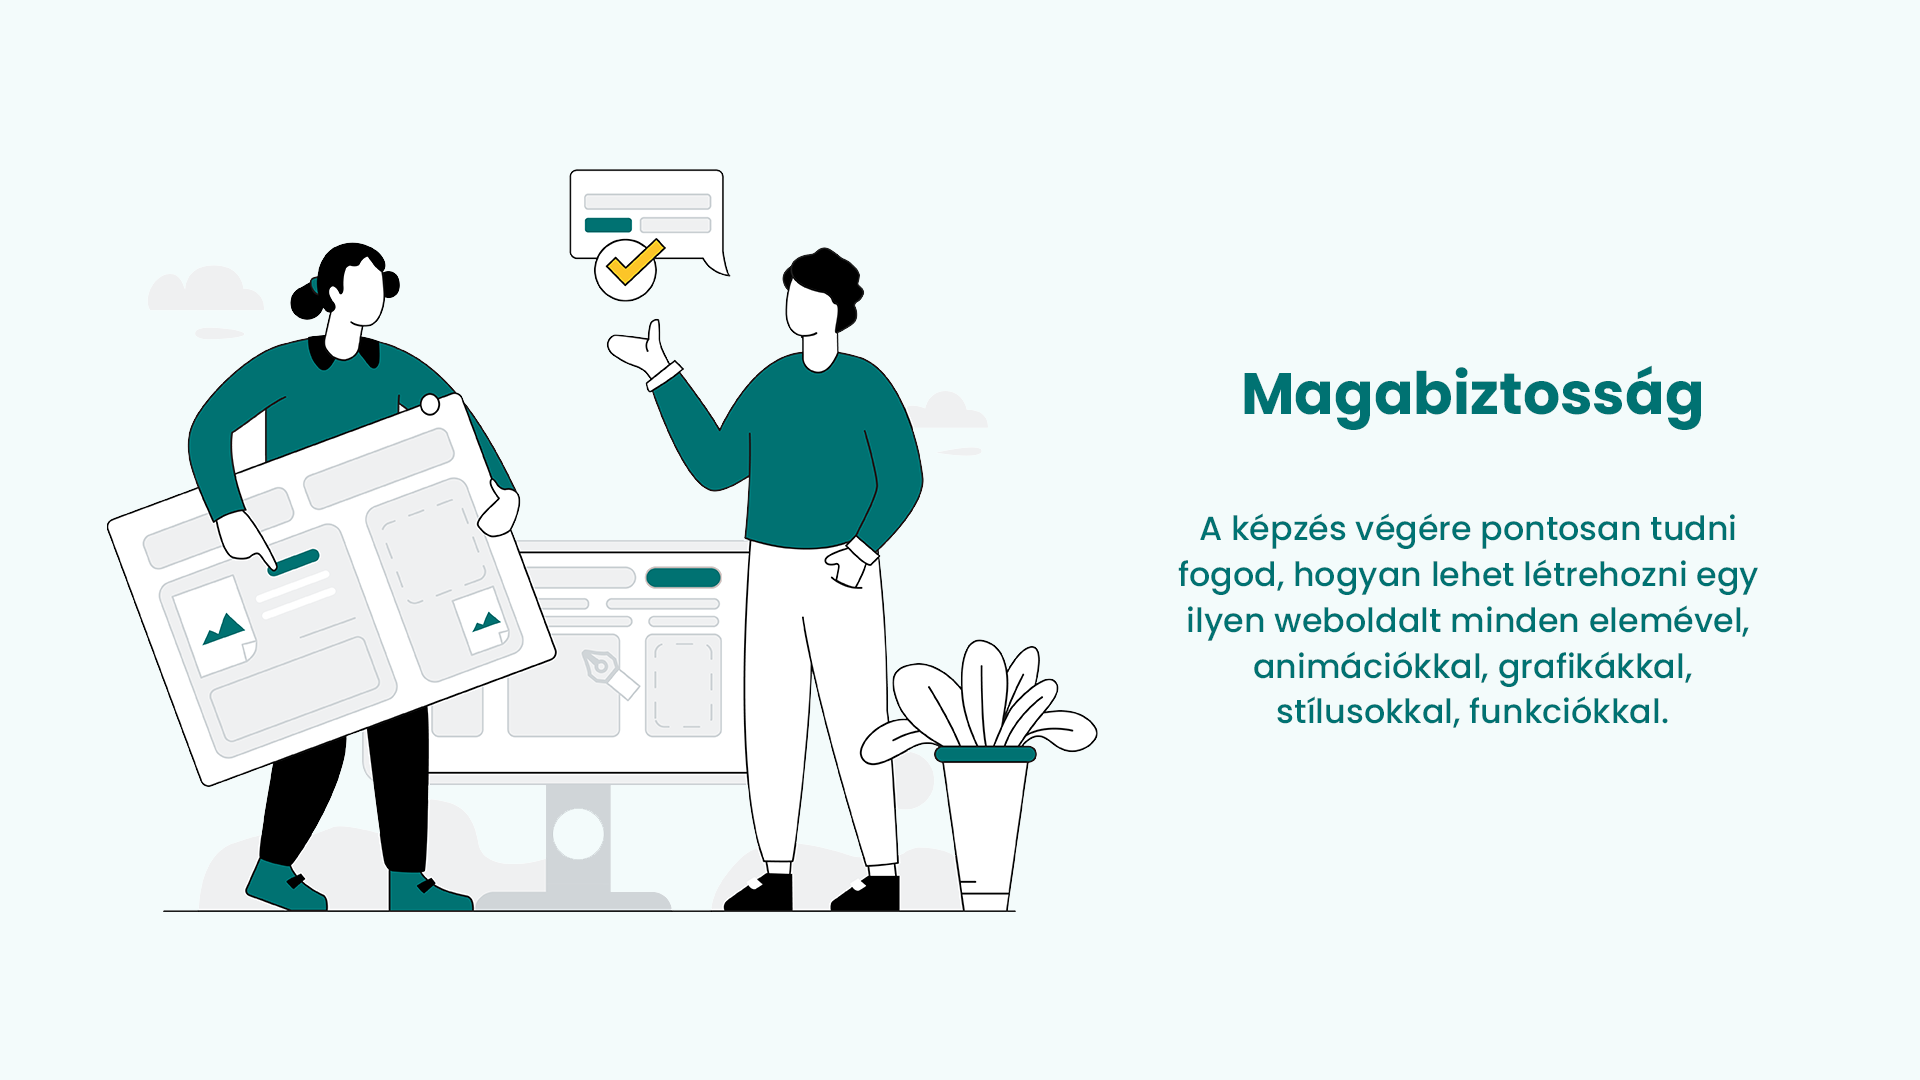 Magabiztosság
A képzés végére pontosan tudni
fogod, hogyan lehet létrehozni egy
ilyen weboldalt minden elemével,
animációkkal, grafikákkal,
stílusokkal, funkciókkal.